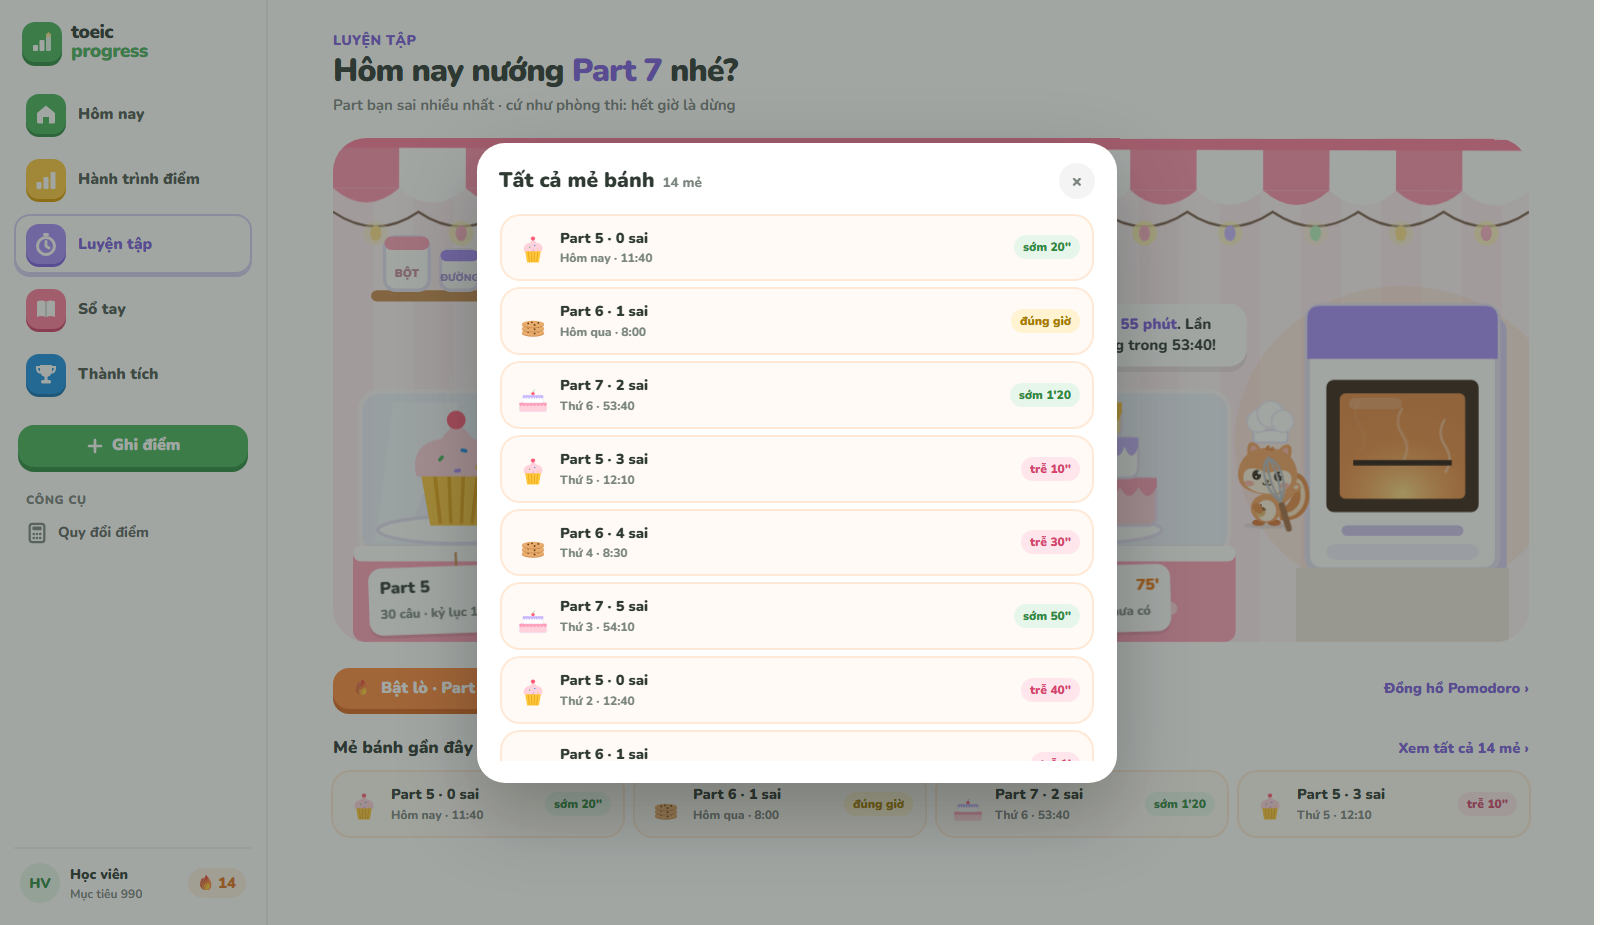 toeic
progress
Hôm nay
Hành trình điểm
Luyện tập
Sổ tay
Thành tích
+ Ghi điểm
CÔNG CỤ
Quy đổi điểm
HV
Học viên
Mục tiêu 990
14
LUYỆN TẬP
Hôm nay nướng Part 7 nhé?
Part bạn sai nhiều nhất · cứ như phòng thi: hết giờ là dừng
BỘT
ĐƯỜNG
55 phút. Lần
trong 53:40!
Part 5
30 câu · kỷ lục
75'
có
Bật lò · Part
Đồng hồ Pomodoro ›
Mẻ bánh gần đây
Xem tất cả 14 mẻ ›
Part 5 · 0 sai
Hôm nay · 11:40
sớm 20"
Part 6 · 1 sai
Hôm qua · 8:00
đúng giờ
Part 7 · 2 sai
Thứ 6 · 53:40
sớm 1'20
Part 5 · 3 sai
Thứ 5 · 12:10
trễ 10"
Tất cả mẻ bánh 14 mẻ
×
Part 5 · 0 sai
Hôm nay · 11:40
sớm 20"
Part 6 · 1 sai
Hôm qua · 8:00
đúng giờ
Part 7 · 2 sai
Thứ 6 · 53:40
sớm 1'20
Part 5 · 3 sai
Thứ 5 · 12:10
trễ 10"
Part 6 · 4 sai
Thứ 4 · 8:30
trễ 30"
Part 7 · 5 sai
Thứ 3 · 54:10
sớm 50"
Part 5 · 0 sai
Thứ 2 · 12:40
trễ 40"
Part 6 · 1 sai